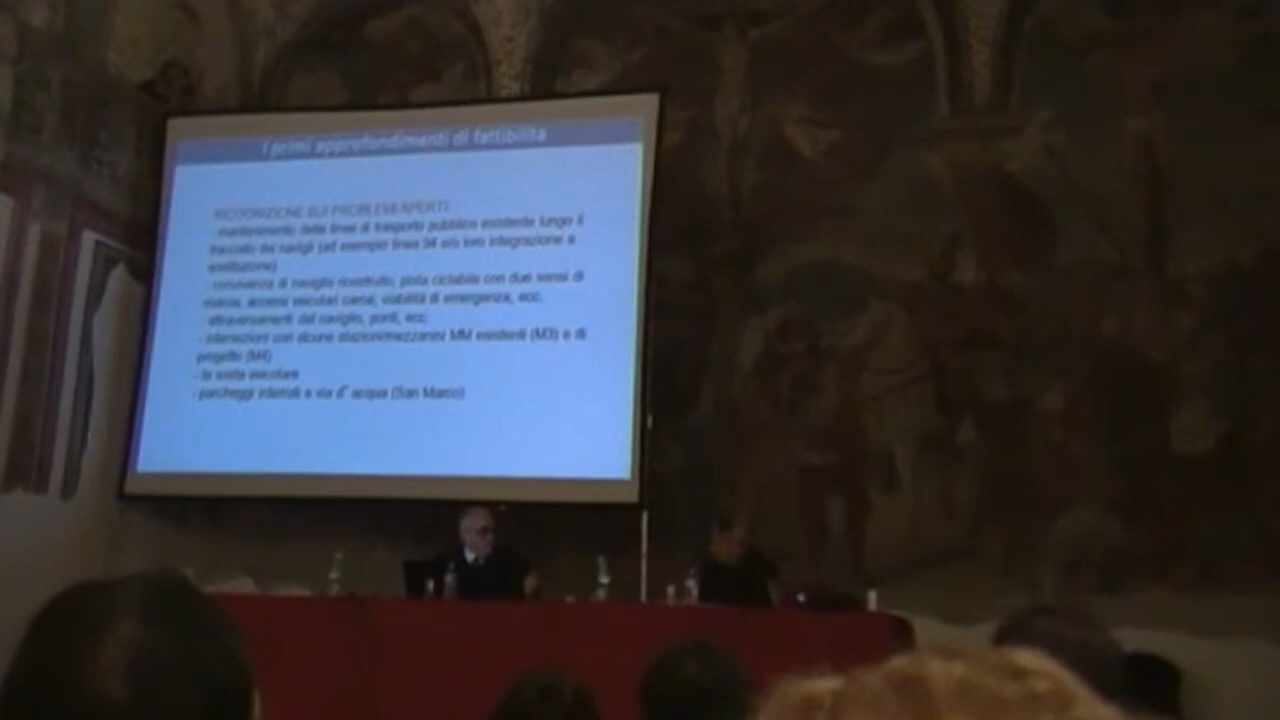 I primi approfondimenti di fattibilità
RICOGNIZIONE SUI PROBLEMI APERTI:
- mantenimento delle linee di trasporto pubblico esistente lungo il
tracciato dei navigli (ad esempio linea 94 e/o loro integrazione e
sostituzione)
- convivenza di naviglio ricostruito, pista ciclabile con due sensi di
marcia, accessi veicolari carrai, viabilità di emergenza, ecc.
- attraversamenti dal naviglio, ponti, ecc.
- intersezioni con alcune stazioni/mezzanini MM esistenti (M3) e di
progetto (M4)
- la sosta veicolare
- parcheggi interrati e via d' acqua (San Marco)